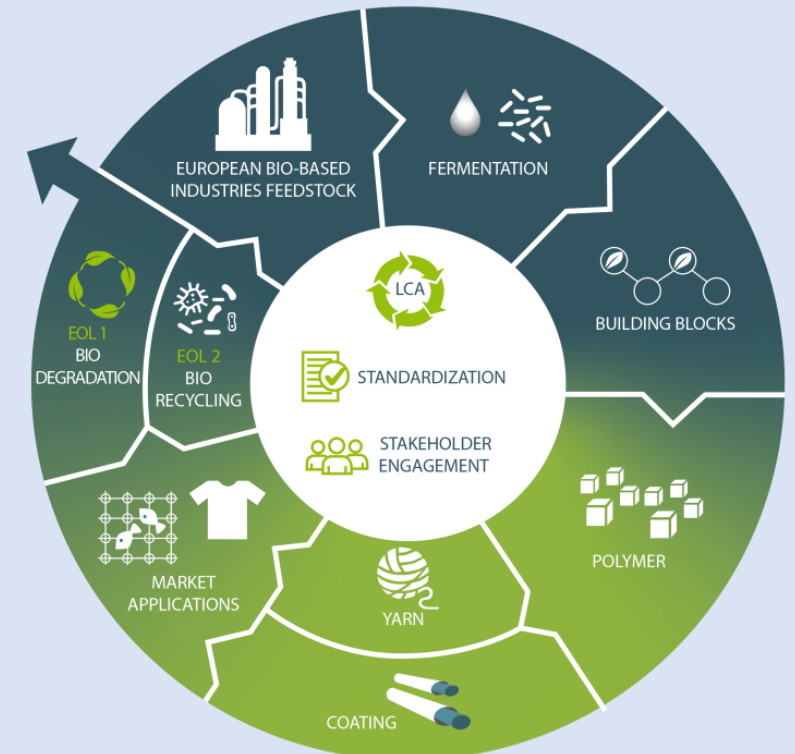 EUROPEAN BIO-BASED
INDUSTRIES FEEDSTOCK
FERMENTATION
BUILDING BLOCKS
POLYMER
YARN
COATING
MARKET
APPLICATIONS
EOL 1
BIO
DEGRADATION
EOL 2
BIO
RECYCLING
LCA
STANDARDIZATION
STAKEHOLDER
ENGAGEMENT